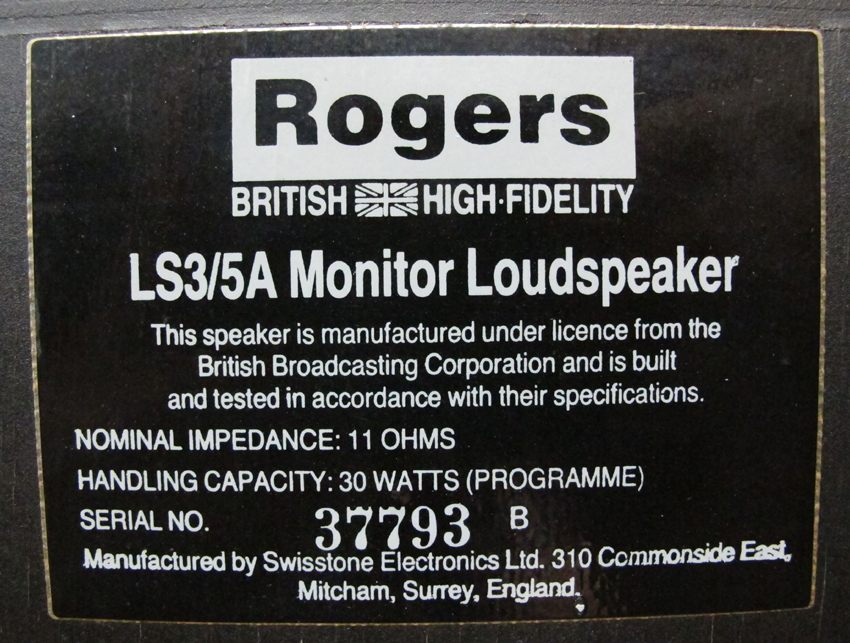 Rogers
BRITISH HIGH·FIDELITY
LS3/5A Monitor Loudspeaker
This speaker is manufactured under licence from the
British Broadcasting Corporation and is built
and tested in accordance with their specifications.
NOMINAL IMPEDANCE: 11 OHMS
HANDLING CAPACITY: 30 WATTS (PROGRAMME)
SERIAL NO. 37793 B
Manufactured by Swisstone Electronics Ltd. 310 Commonside East,
Mitcham, Surrey, England.